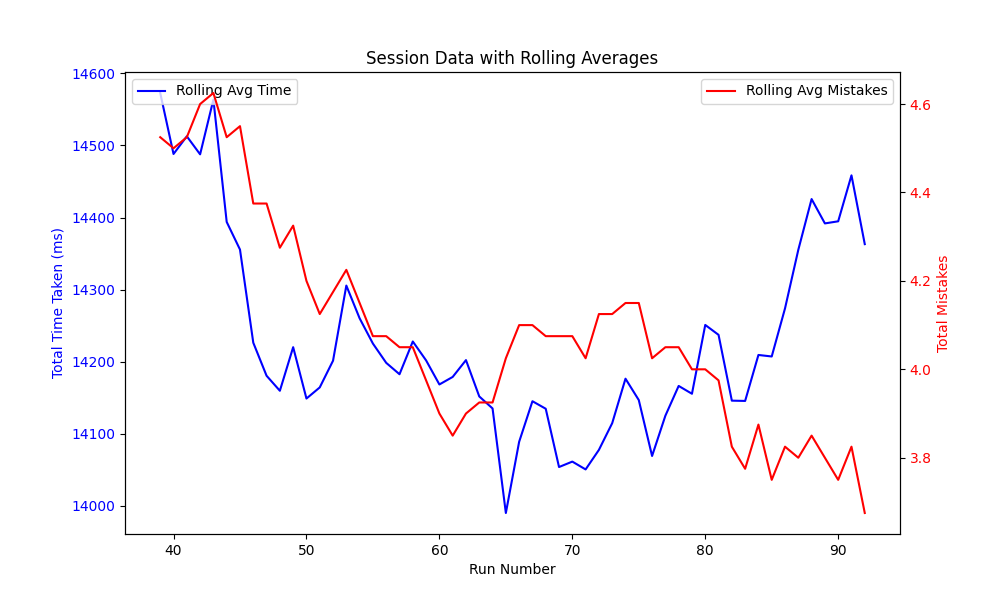 Session Data with Rolling Averages
Rolling Avg Time
Rolling Avg Mistakes
Total Time Taken (ms)
14600
14500
14400
14300
14200
14100
14000
4.6
4.4
4.2
4.0
3.8
Total Mistakes
40 50 60 70 80 90
Run Number